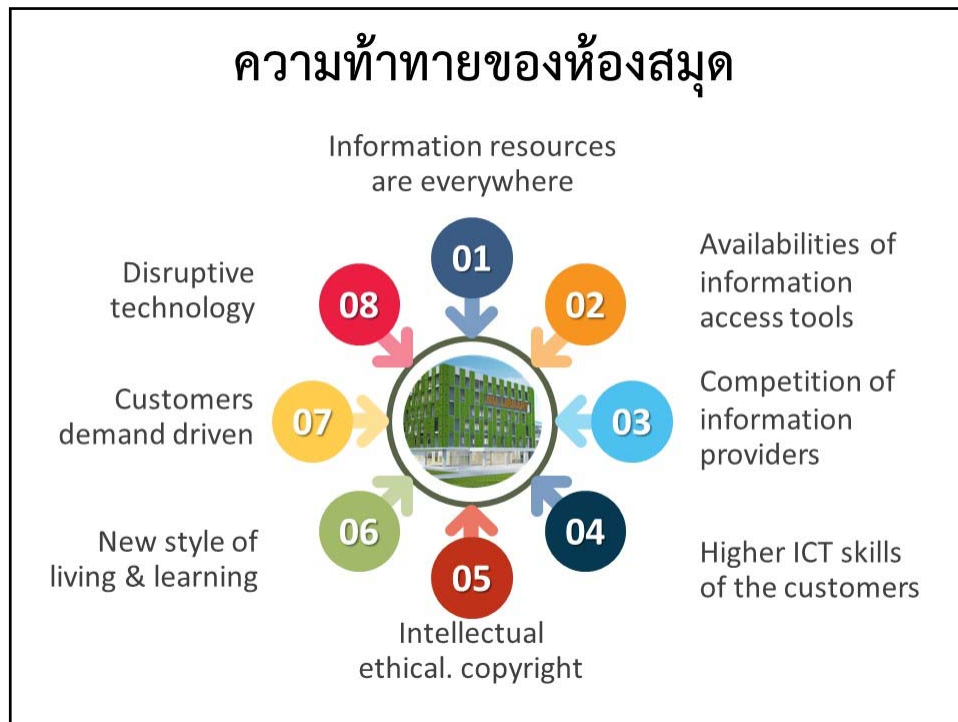 ความท้าทายของห้องสมุด
Information resources
are everywhere
01
Availabilities of
information
access tools
02
Competition of
information
providers
03
Higher ICT skills
of the customers
04
05
Intellectual
ethical. copyright
06
New style of
living & learning
07
Customers
demand driven
08
Disruptive
technology